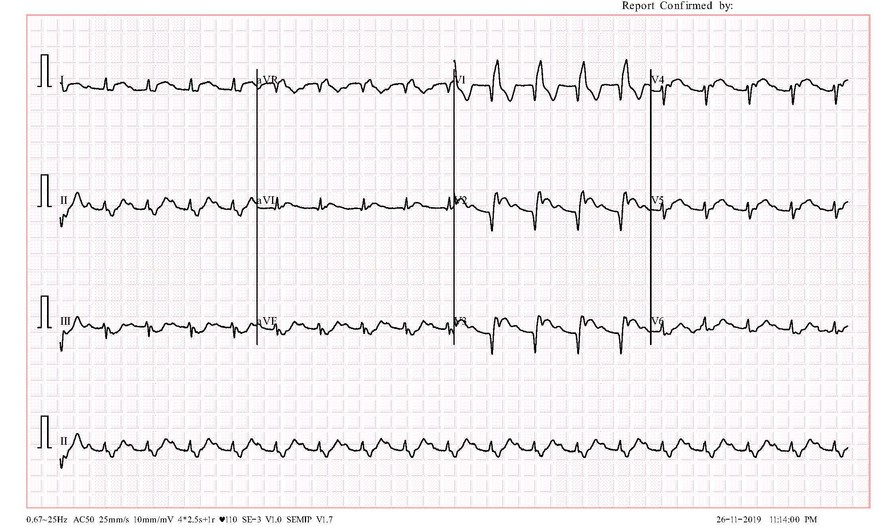 Report Confirmed by:
I aVR V1 V4
II aVL V2 V5
III aVF V3 V6
II
0.67~25Hz AC50 25mm/s 10mm/mV 4*2.5s+1r ♥110 SE-3 V1.0 SEMIP V1.7 26-11-2019 11:14:00 PM